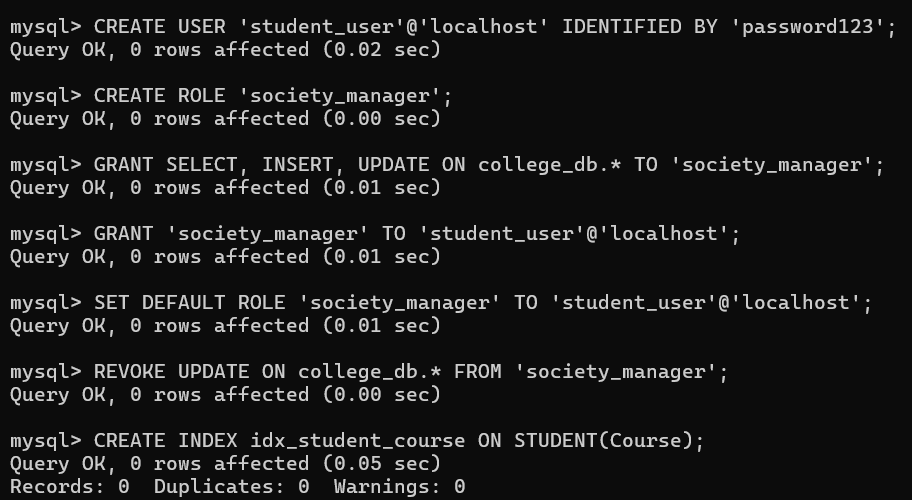 mysql> CREATE USER 'student_user'@'localhost' IDENTIFIED BY 'password123';
Query OK, 0 rows affected (0.02 sec)
mysql> CREATE ROLE 'society_manager';
Query OK, 0 rows affected (0.00 sec)
mysql> GRANT SELECT, INSERT, UPDATE ON college_db.* TO 'society_manager';
Query OK, 0 rows affected (0.01 sec)
mysql> GRANT 'society_manager' TO 'student_user'@'localhost';
Query OK, 0 rows affected (0.01 sec)
mysql> SET DEFAULT ROLE 'society_manager' TO 'student_user'@'localhost';
Query OK, 0 rows affected (0.01 sec)
mysql> REVOKE UPDATE ON college_db.* FROM 'society_manager';
Query OK, 0 rows affected (0.00 sec)
mysql> CREATE INDEX idx_student_course ON STUDENT(Course);
Query OK, 0 rows affected (0.05 sec)
Records: 0  Duplicates: 0  Warnings: 0